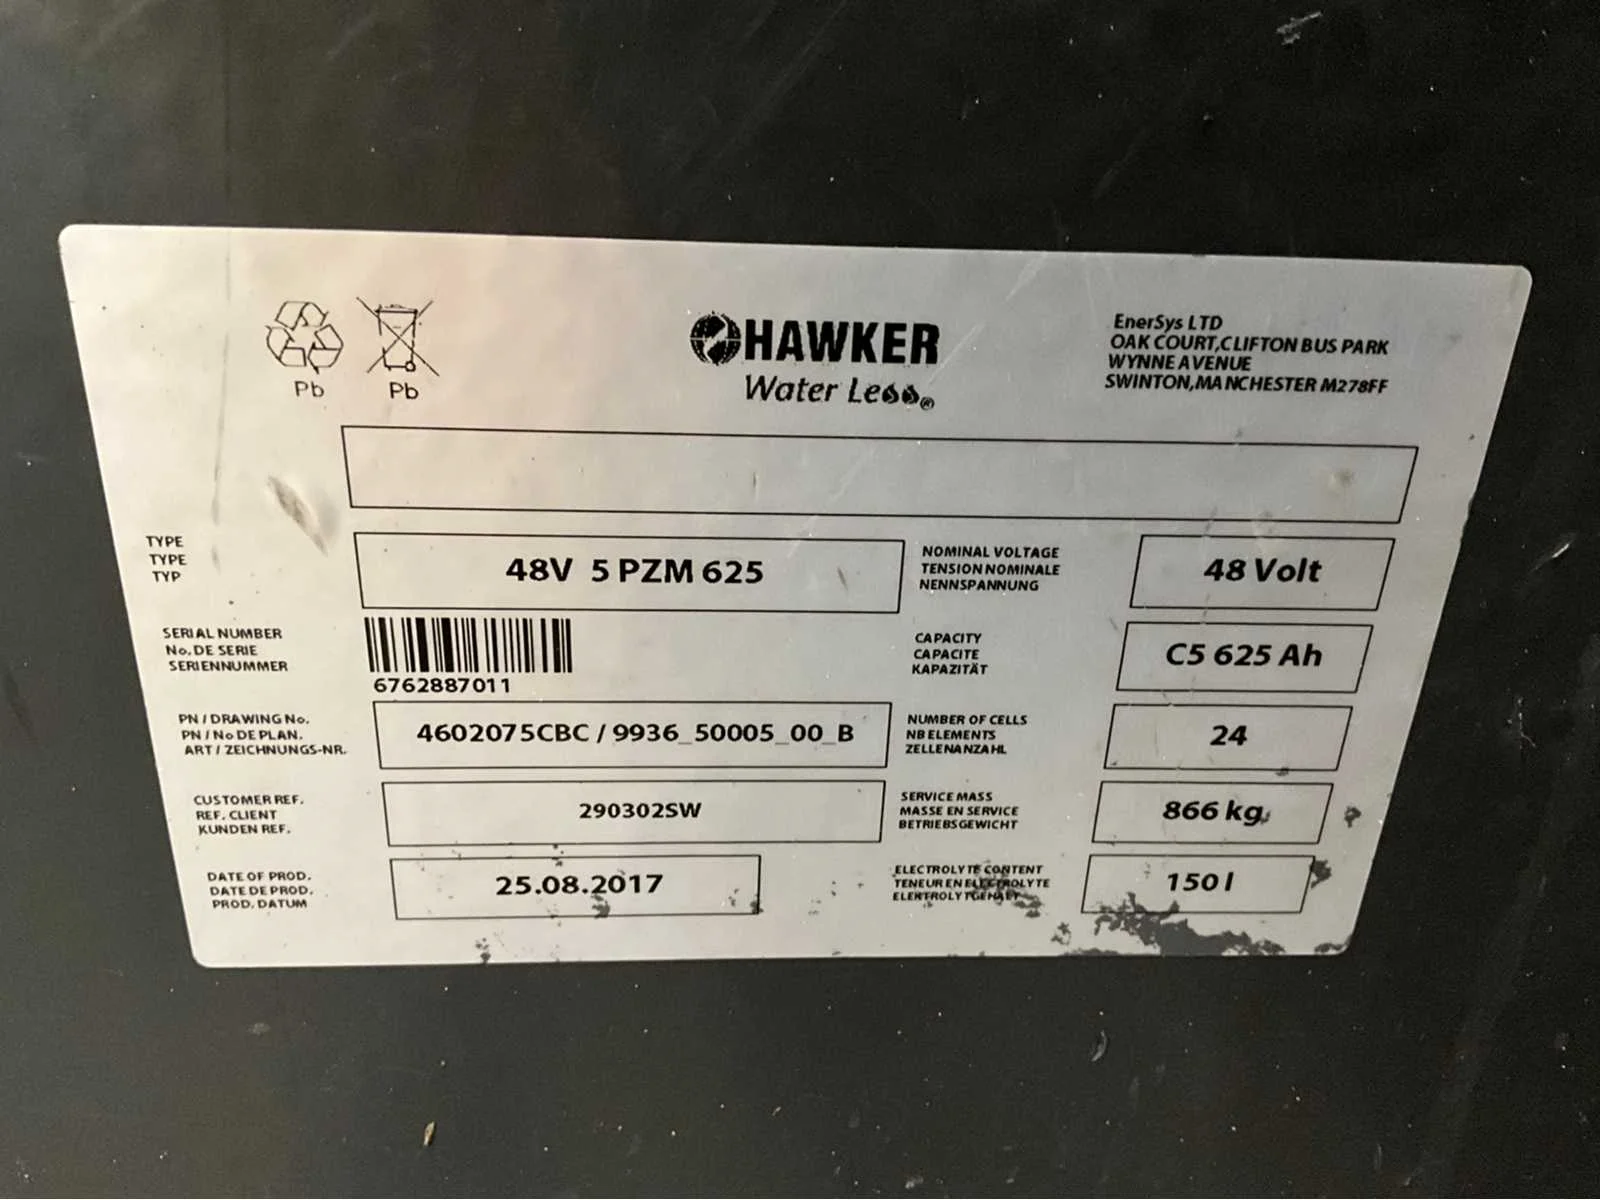 Pb
Pb
HAWKER
Water Less®
EnerSys LTD
OAK COURT,CLIFTON BUS PARK
WYNNE AVENUE
SWINTON,MANCHESTER M278FF
TYPE
TYPE
TYP
48V 5 PZM 625
NOMINAL VOLTAGE
TENSION NOMINALE
NENNSPANNUNG
48 Volt
SERIAL NUMBER
No. DE SERIE
SERIENNUMMER
6762887011
CAPACITY
CAPACITE
KAPAZITÄT
C5 625 Ah
PN / DRAWING No.
PN / No DE PLAN.
ART / ZEICHNUNGS-NR.
4602075CBC / 9936_50005_00_B
NUMBER OF CELLS
NB ELEMENTS
ZELLENANZAHL
24
CUSTOMER REF.
REF. CLIENT
KUNDEN REF.
290302SW
SERVICE MASS
MASSE EN SERVICE
BETRIEBSGEWICHT
866 kg
DATE OF PROD.
DATE DE PROD.
PROD. DATUM
25.08.2017
ELECTROLYTE CONTENT
TENEUR EN ELECTROLYTE
ELEKTROLYTGEHALT
150 l